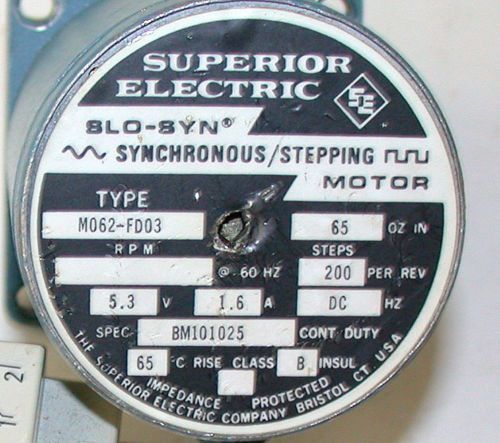 SUPERIOR
ELECTRIC
SE
SLO-SYN®
SYNCHRONOUS/STEPPING
MOTOR
TYPE
M062-FD03 65 OZ IN
RPM STEPS
@ 60 HZ 200 PER REV
5.3 V 1.6 A DC HZ
SPEC BM101025 CONT DUTY
65 °C RISE CLASS B INSUL
IMPEDANCE PROTECTED
THE SUPERIOR ELECTRIC COMPANY BRISTOL CT. USA
2